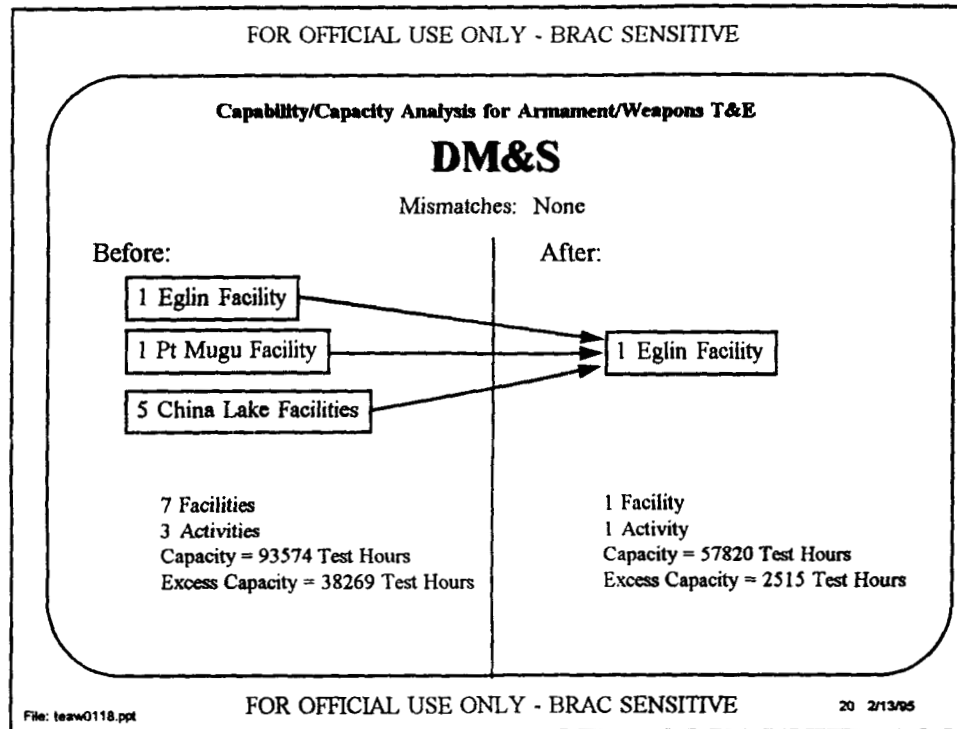 FOR OFFICIAL USE ONLY - BRAC SENSITIVE
Capability/Capacity Analysis for Armament/Weapons T&E
DM&S
Mismatches: None
Before:
1 Eglin Facility
1 Pt Mugu Facility
5 China Lake Facilities
7 Facilities
3 Activities
Capacity = 93574 Test Hours
Excess Capacity = 38269 Test Hours
After:
1 Eglin Facility
1 Facility
1 Activity
Capacity = 57820 Test Hours
Excess Capacity = 2515 Test Hours
File: teaw0118.ppt
FOR OFFICIAL USE ONLY - BRAC SENSITIVE
20 2/13/95